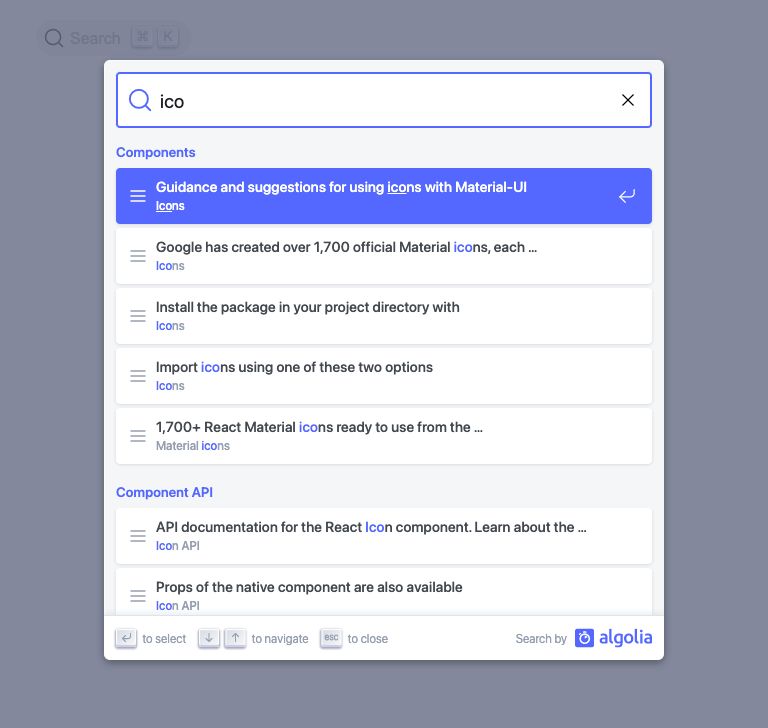 Search ⌘ K
ico
Components
Guidance and suggestions for using icons with Material-UI
Icons
Google has created over 1,700 official Material icons, each ...
Icons
Install the package in your project directory with
Icons
Import icons using one of these two options
Icons
1,700+ React Material icons ready to use from the ...
Material icons
Component API
API documentation for the React Icon component. Learn about the ...
Icon API
Props of the native component are also available
Icon API
to select to navigate esc to close Search by algolia